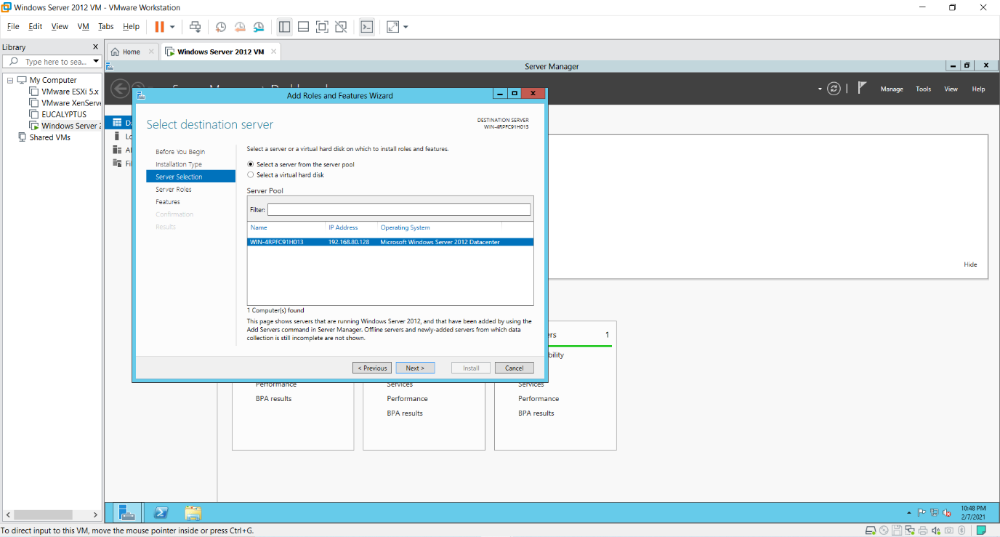 Windows Server 2012 VM - VMware Workstation
File Edit View VM Tabs Help
Library
Type here to sea...
My Computer
VMware ESXi 5.x
VMware XenServe
EUCALYPTUS
Windows Server 2
Shared VMs
Home
Windows Server 2012 VM
Server Manager
Manage Tools View Help
Add Roles and Features Wizard
Select destination server
DESTINATION SERVER
WIN-4RPFC91H013
Before You Begin
Installation Type
Server Selection
Server Roles
Features
Confirmation
Results
Select a server or a virtual hard disk on which to install roles and features.
Select a server from the server pool
Select a virtual hard disk
Server Pool
Filter:
Name IP Address Operating System
WIN-4RPFC91H013 192.168.80.128 Microsoft Windows Server 2012 Datacenter
1 Computer(s) found
This page shows servers that are running Windows Server 2012, and that have been added by using the
Add Servers command in Server Manager. Offline servers and newly-added servers from which data
collection is still incomplete are not shown.
< Previous Next > Install Cancel
Hide
ers 1
bility
Performance
BPA results
Services
Performance
BPA results
Services
Performance
BPA results
10:48 PM
2/7/2021
To direct input to this VM, move the mouse pointer inside or press Ctrl+G.